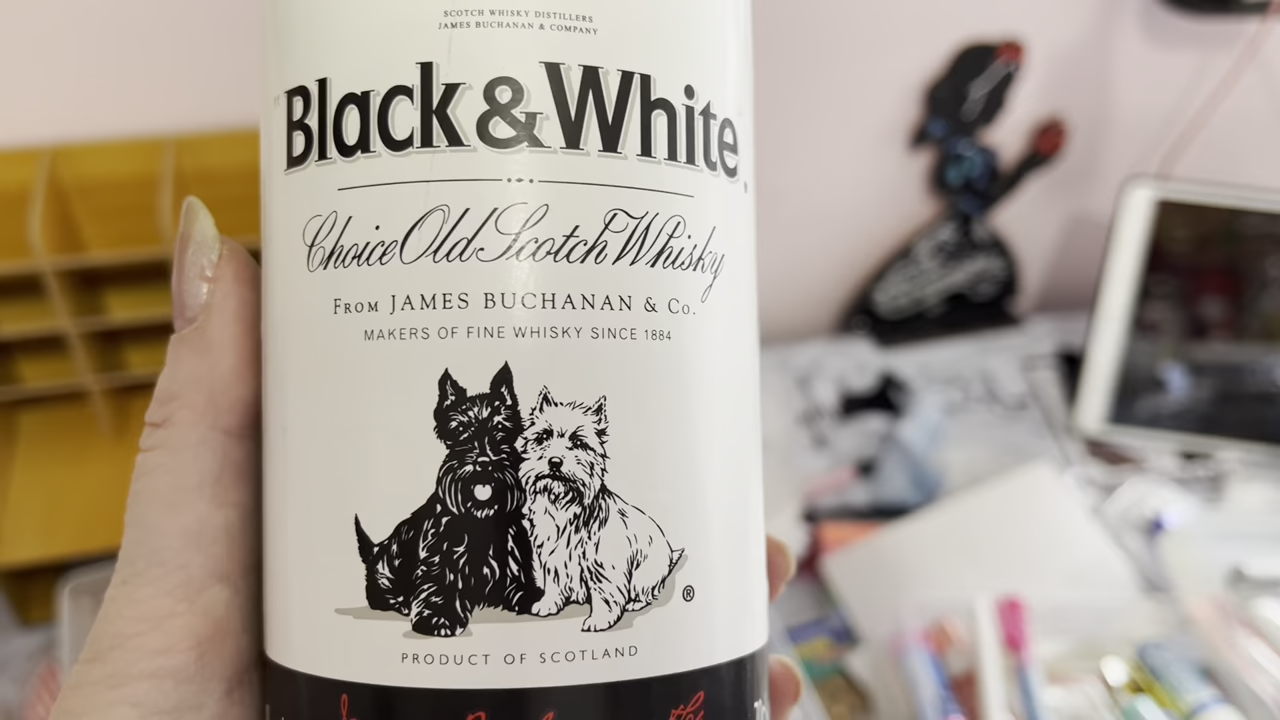 SCOTCH WHISKY DISTILLERS
JAMES BUCHANAN & COMPANY
Black & White
Choice Old Scotch Whisky
FROM JAMES BUCHANAN & Co.
MAKERS OF FINE WHISKY SINCE 1884
®
PRODUCT OF SCOTLAND